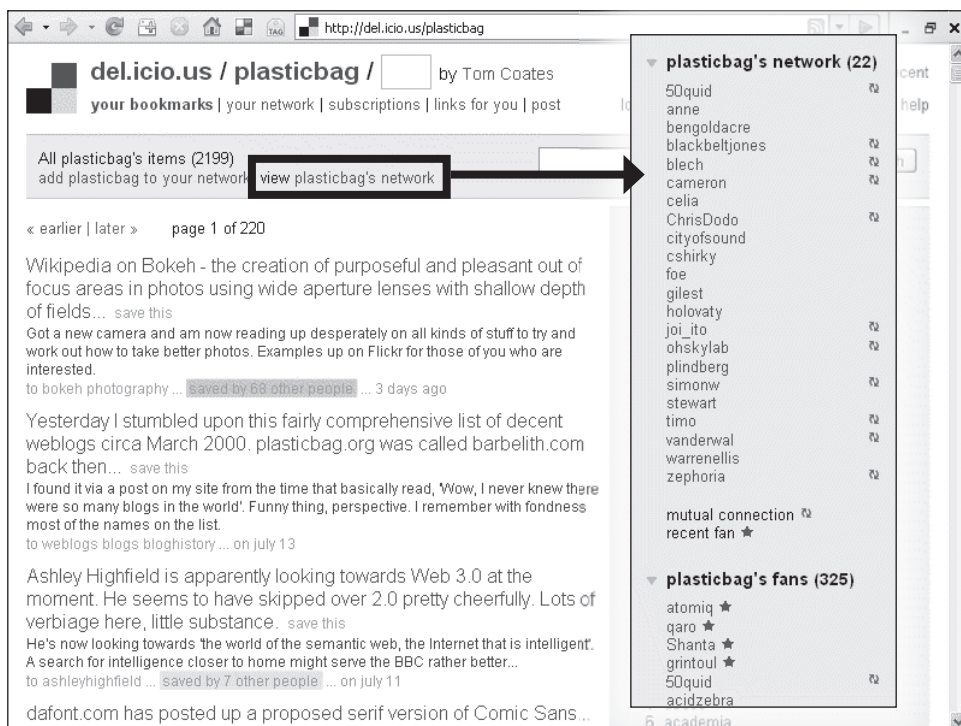 TAG
http://del.icio.us/plasticbag
del.icio.us / plasticbag /
by Tom Coates
your bookmarks | your network | subscriptions | links for you | post
help
All plasticbag's items (2199)
add plasticbag to your network
view plasticbag's network
« earlier | later »
page 1 of 220
Wikipedia on Bokeh - the creation of purposeful and pleasant out of
focus areas in photos using wide aperture lenses with shallow depth
of fields... save this
Got a new camera and am now reading up desperately on all kinds of stuff to try and
work out how to take better photos. Examples up on Flickr for those of you who are
interested.
to bokeh photography ... saved by 68 other people ... 3 days ago
Yesterday I stumbled upon this fairly comprehensive list of decent
weblogs circa March 2000. plasticbag.org was called barbelith.com
back then... save this
I found it via a post on my site from the time that basically read, 'Wow, I never knew there
were so many blogs in the world'. Funny thing, perspective. I remember with fondness
most of the names on the list.
to weblogs blogs bloghistory ... on july 13
Ashley Highfield is apparently looking towards Web 3.0 at the
moment. He seems to have skipped over 2.0 pretty cheerfully. Lots of
verbiage here, little substance. save this
He's now looking towards 'the world of the semantic web, the Internet that is intelligent'.
A search for intelligence closer to home might serve the BBC rather better...
to ashleyhighfield ... saved by 7 other people ... on july 11
dafont.com has posted up a proposed serif version of Comic Sans ...
plasticbag's network (22)
50quid
anne
bengoldacre
blackbeltjones
blech
cameron
celia
ChrisDodo
cityofsound
cshirky
foe
gilest
holovaty
joi_ito
ohskylab
plindberg
simonw
stewart
timo
vanderwal
warrenellis
zephoria
mutual connection
recent fan ★
plasticbag's fans (325)
atomiq ★
qaro ★
Shanta ★
grintoul ★
50quid
acidzebra
6 academia